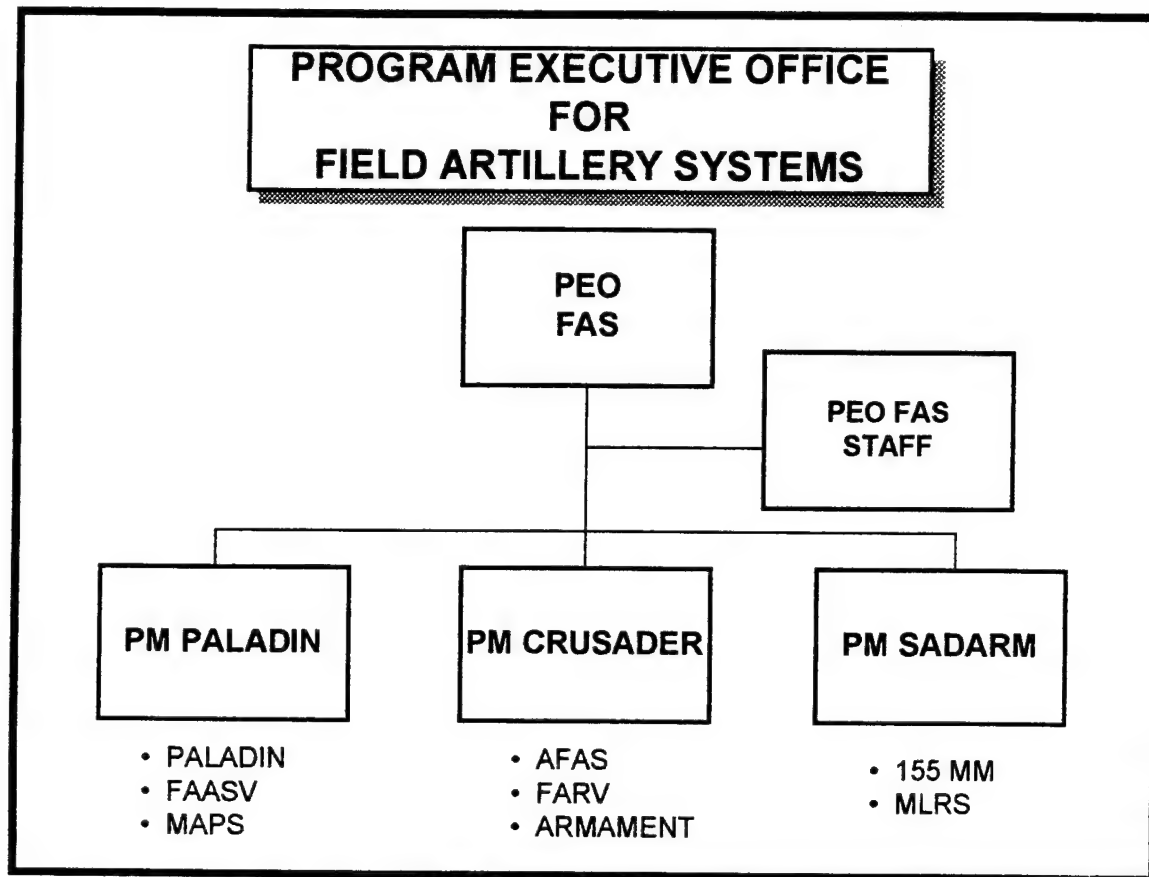 PROGRAM EXECUTIVE OFFICE
FOR
FIELD ARTILLERY SYSTEMS
PEO
FAS
PEO FAS
STAFF
PM PALADIN
PM CRUSADER
PM SADARM
• PALADIN
• FAASV
• MAPS
• AFAS
• FARV
• ARMAMENT
• 155 MM
• MLRS